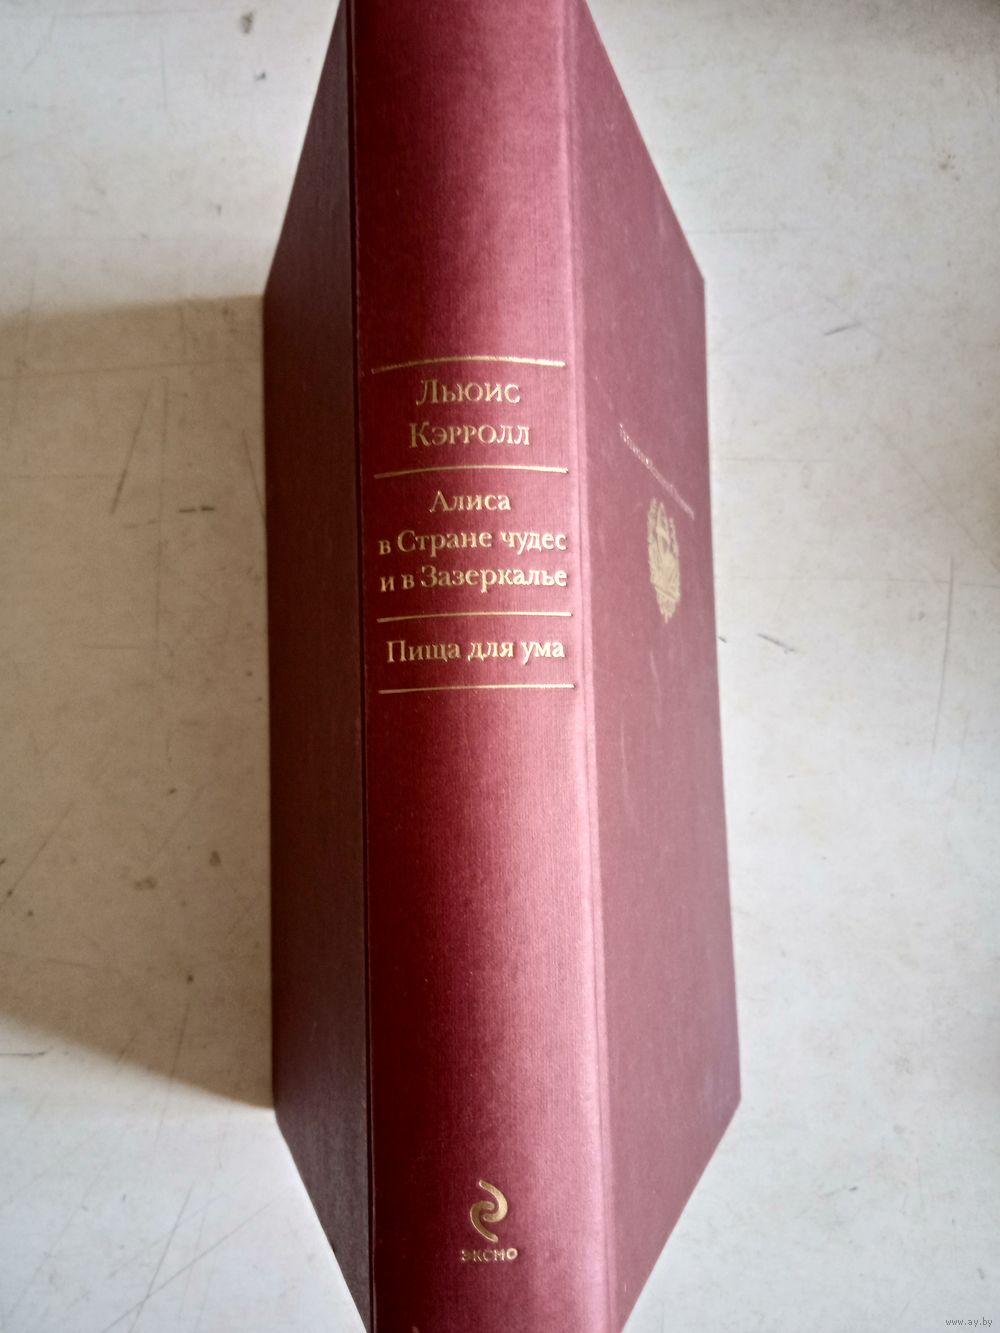 Льюис
Кэрролл
Алиса
в Стране чудес
и в Зазеркалье
Пища для ума
эксмо
www.ay.by